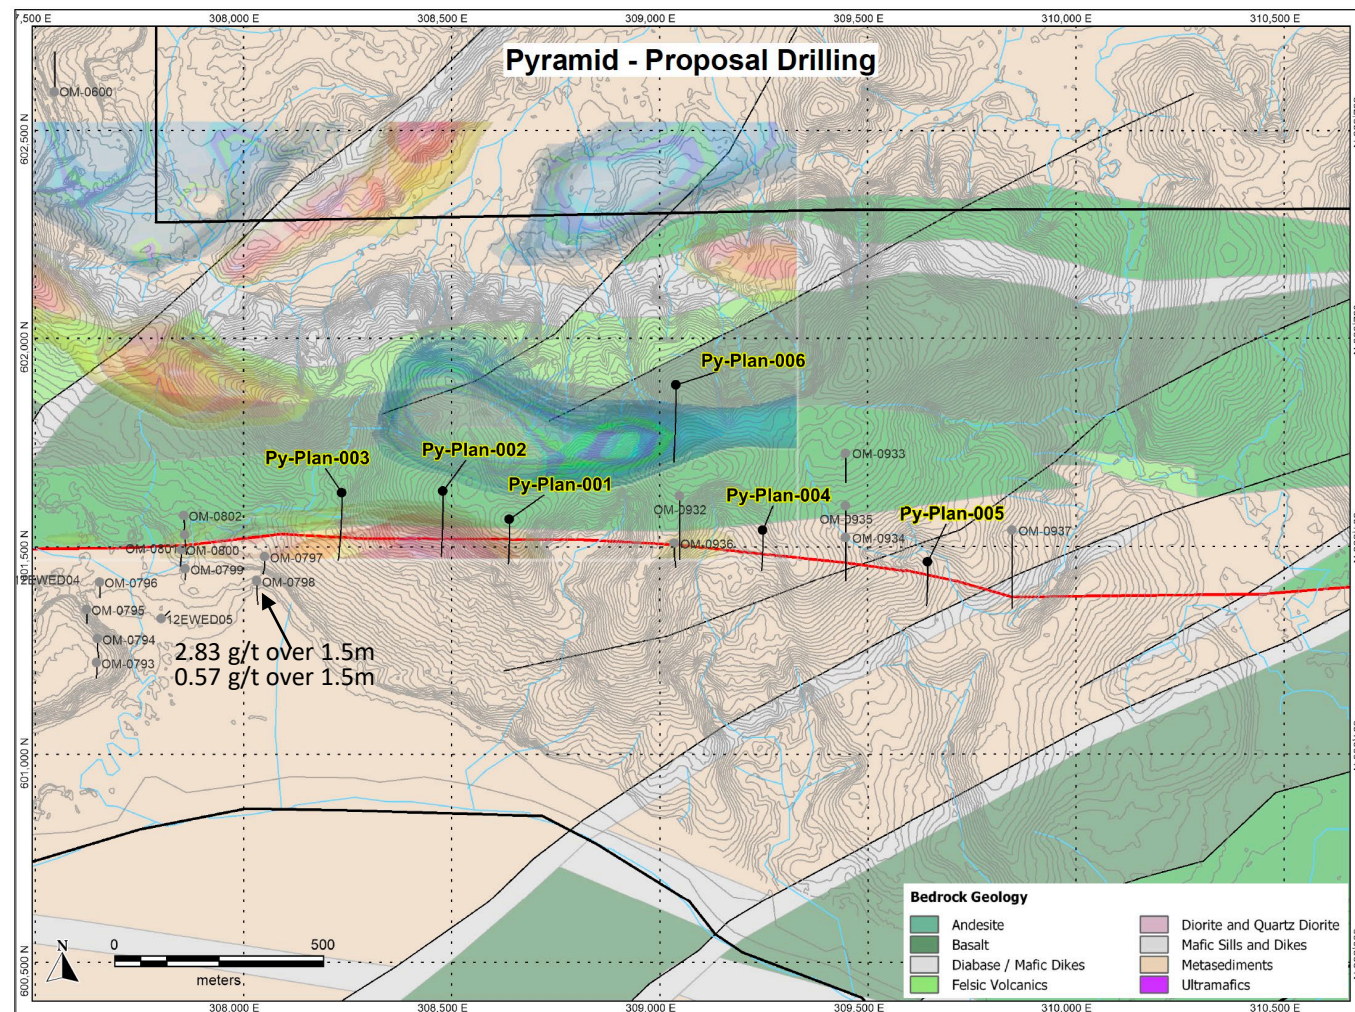 7,500 E
308,000 E
308,500 E
309,000 E
309,500 E
310,000 E
310,500 E
Pyramid - Proposal Drilling
OM-0600
602,500 N
602,000 N
Py-Plan-006
Py-Plan-003
Py-Plan-002
Py-Plan-001
OM-0933
Py-Plan-004
OM-0932
Py-Plan-005
OM-0935
OM-0802
OM-0937
OM-0934
OM-0936
OM-0801
OM-0800
OM-0797
OM-0799
12EWED04
OM-0796
OM-0798
OM-0795
12EWED05
OM-0794
OM-0793
2.83 g/t over 1.5m
0.57 g/t over 1.5m
601,000 N
600,500 N
N
0
500
meters
Bedrock Geology
Andesite
Basalt
Diabase / Mafic Dikes
Felsic Volcanics
Diorite and Quartz Diorite
Mafic Sills and Dikes
Metasediments
Ultramafics
308,000 E
308,500 E
309,000 E
309,500 E
310,000 E
310,500 E